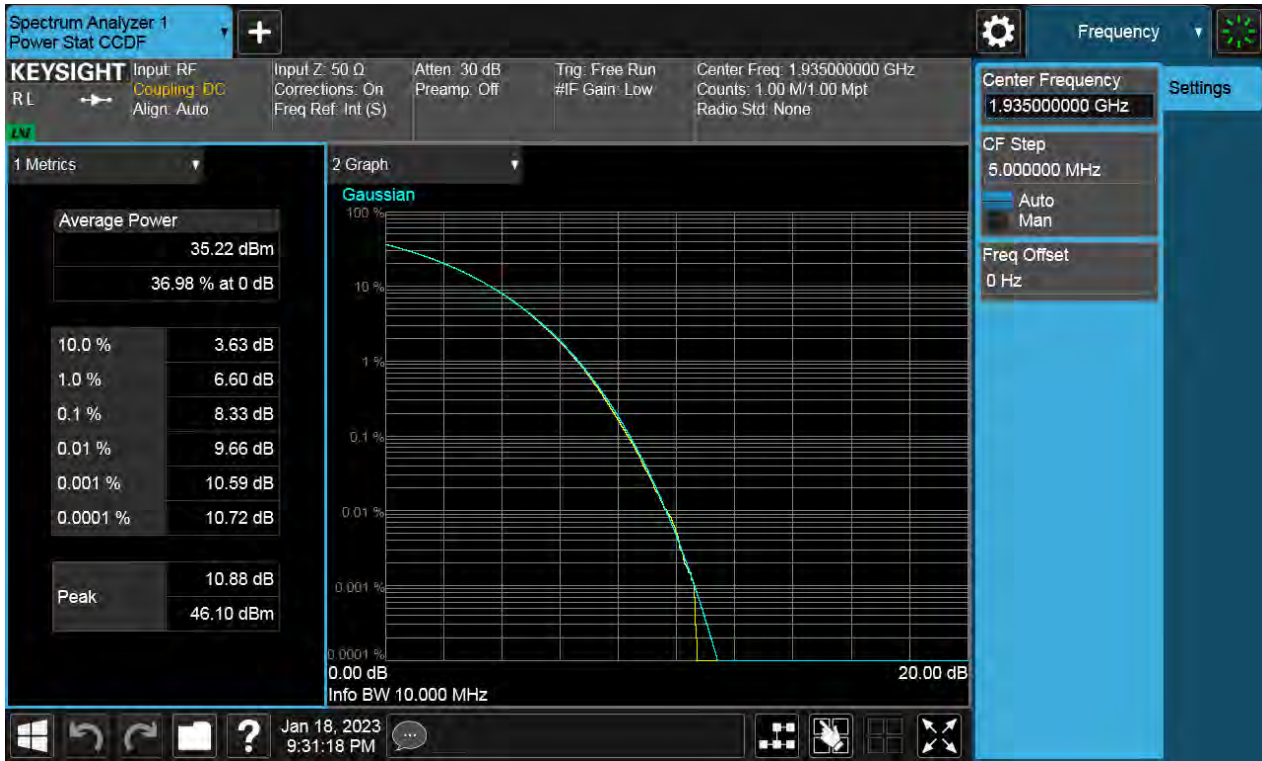 Spectrum Analyzer 1
Power Stat CCDF
Frequency
KEYSIGHT
R L
Input: RF
Coupling: DC
Align: Auto
Input Z: 50 Ω
Corrections: On
Freq Ref: Int (S)
Atten: 30 dB
Preamp: Off
Trig: Free Run
#IF Gain: Low
Center Freq: 1.935000000 GHz
Counts: 1.00 M/1.00 Mpt
Radio Std: None
Center Frequency
1.935000000 GHz
Settings
CF Step
5.000000 MHz
Auto
Man
Freq Offset
0 Hz
1 Metrics
Average Power
35.22 dBm
36.98 % at 0 dB
10.0 % 3.63 dB
1.0 % 6.60 dB
0.1 % 8.33 dB
0.01 % 9.66 dB
0.001 % 10.59 dB
0.0001 % 10.72 dB
Peak
10.88 dB
46.10 dBm
2 Graph
Gaussian
100 %
10 %
1 %
0.1 %
0.01 %
0.001 %
0.0001 %
0.00 dB 20.00 dB
Info BW 10.000 MHz
?
Jan 18, 2023
9:31:18 PM